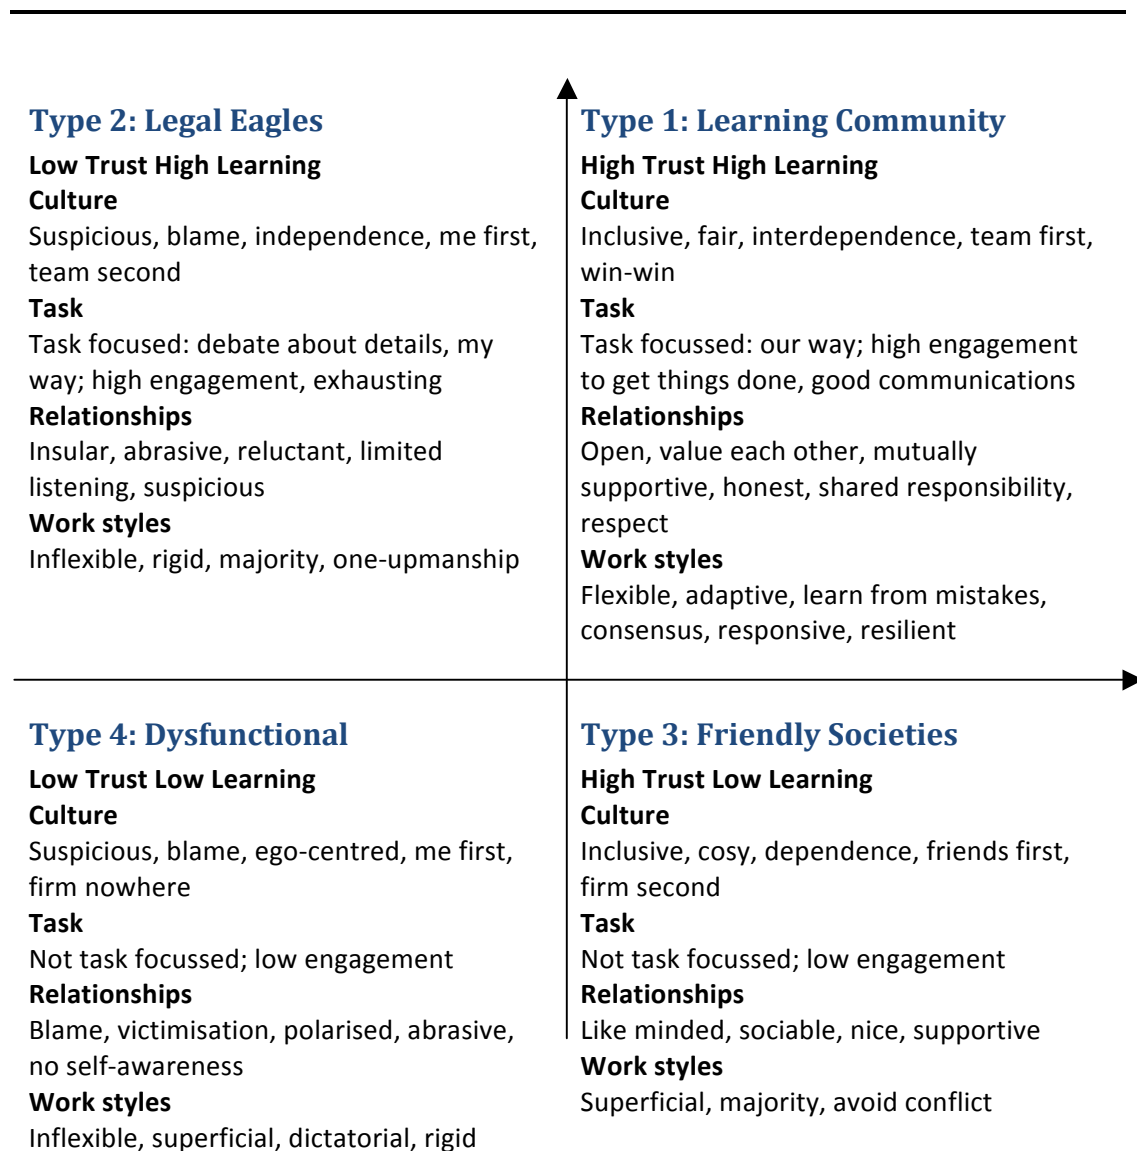 Type 2: Legal Eagles
Low Trust High Learning
Culture
Suspicious, blame, independence, me first,
team second
Task
Task focused: debate about details, my
way; high engagement, exhausting
Relationships
Insular, abrasive, reluctant, limited
listening, suspicious
Work styles
Inflexible, rigid, majority, one-upmanship
Type 1: Learning Community
High Trust High Learning
Culture
Inclusive, fair, interdependence, team first,
win-win
Task
Task focussed: our way; high engagement
to get things done, good communications
Relationships
Open, value each other, mutually
supportive, honest, shared responsibility,
respect
Work styles
Flexible, adaptive, learn from mistakes,
consensus, responsive, resilient
Type 4: Dysfunctional
Low Trust Low Learning
Culture
Suspicious, blame, ego-centred, me first,
firm nowhere
Task
Not task focussed; low engagement
Relationships
Blame, victimisation, polarised, abrasive,
no self-awareness
Work styles
Inflexible, superficial, dictatorial, rigid
Type 3: Friendly Societies
High Trust Low Learning
Culture
Inclusive, cosy, dependence, friends first,
firm second
Task
Not task focussed; low engagement
Relationships
Like minded, sociable, nice, supportive
Work styles
Superficial, majority, avoid conflict